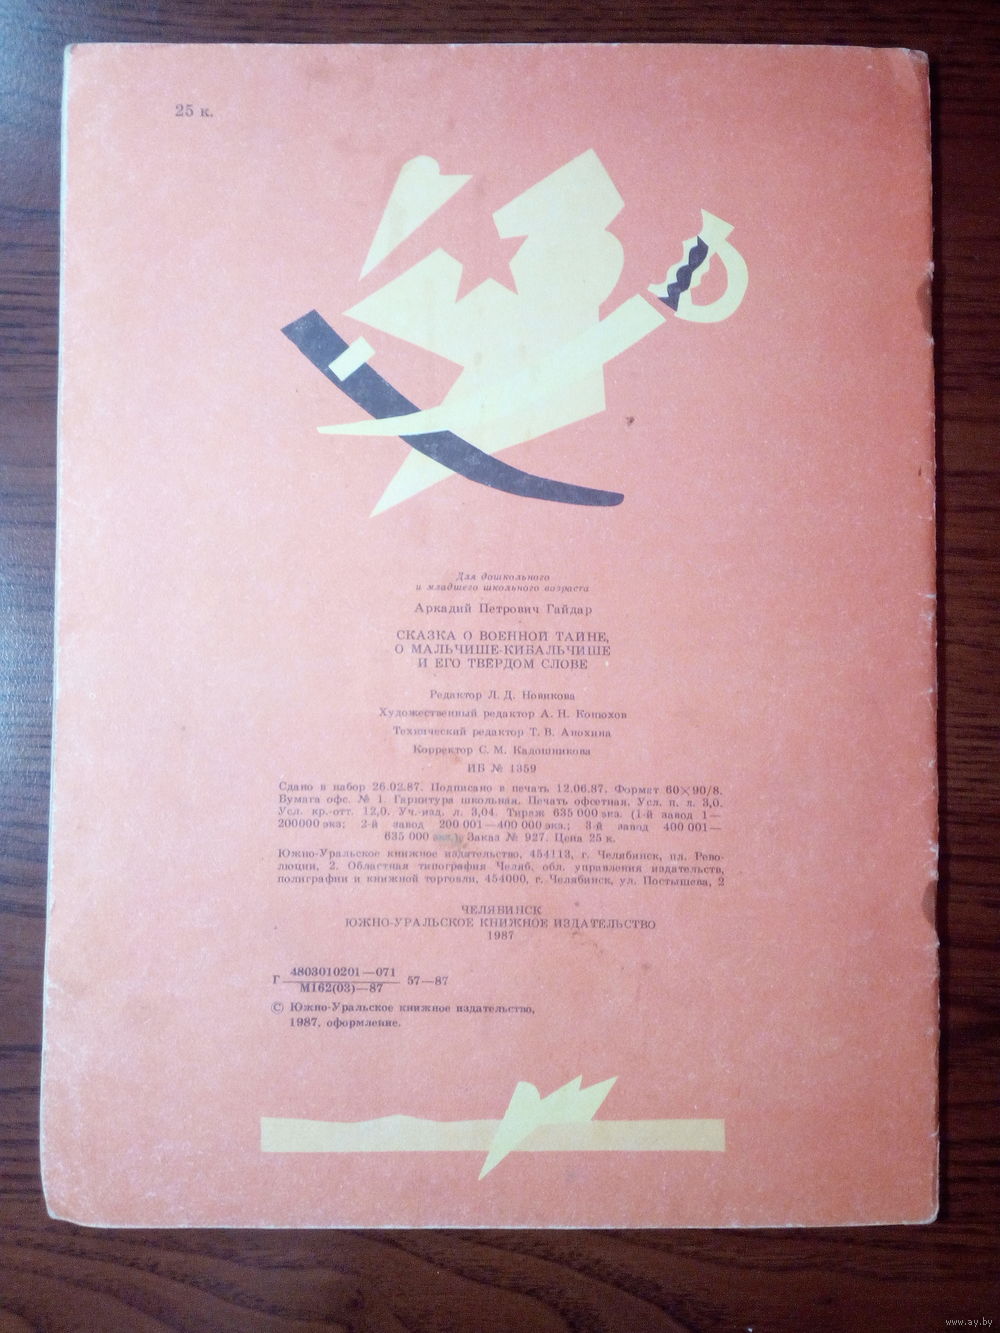 25 к.
Для дошкольного
и младшего школьного возраста
Аркадий Петрович Гайдар
СКАЗКА О ВОЕННОЙ ТАЙНЕ,
О МАЛЬЧИШЕ-КИБАЛЬЧИШЕ
И ЕГО ТВЕРДОМ СЛОВЕ
Редактор Л. Д. Новикова
Художественный редактор А. Н. Конюхов
Технический редактор Т. В. Анохина
Корректор С. М. Кадошникова
ИБ № 1359
Сдано в набор 26.02.87. Подписано в печать 12.06.87. Формат 60×90/8.
Бумага офс. № 1. Гарнитура школьная. Печать офсетная. Усл. п. л. 3,0.
Усл. кр.-отт. 12,0. Уч.-изд. л. 3,04. Тираж 635 000 экз. (1-й завод 1—
200000 экз; 2-й завод 200 001—400 000 экз.; 3-й завод 400 001—
635 000 экз.). Заказ № 927. Цена 25 к.
Южно-Уральское книжное издательство, 454113, г. Челябинск, пл. Рево-
люции, 2. Областная типография Челяб. обл. управления издательств,
полиграфии и книжной торговли, 454000, г. Челябинск, ул. Постышева, 2
ЧЕЛЯБИНСК
ЮЖНО-УРАЛЬСКОЕ КНИЖНОЕ ИЗДАТЕЛЬСТВО
1987
4803010201—071
Г 57—87
М162(03)—87
© Южно-Уральское книжное издательство,
1987, оформление.
www.ay.by